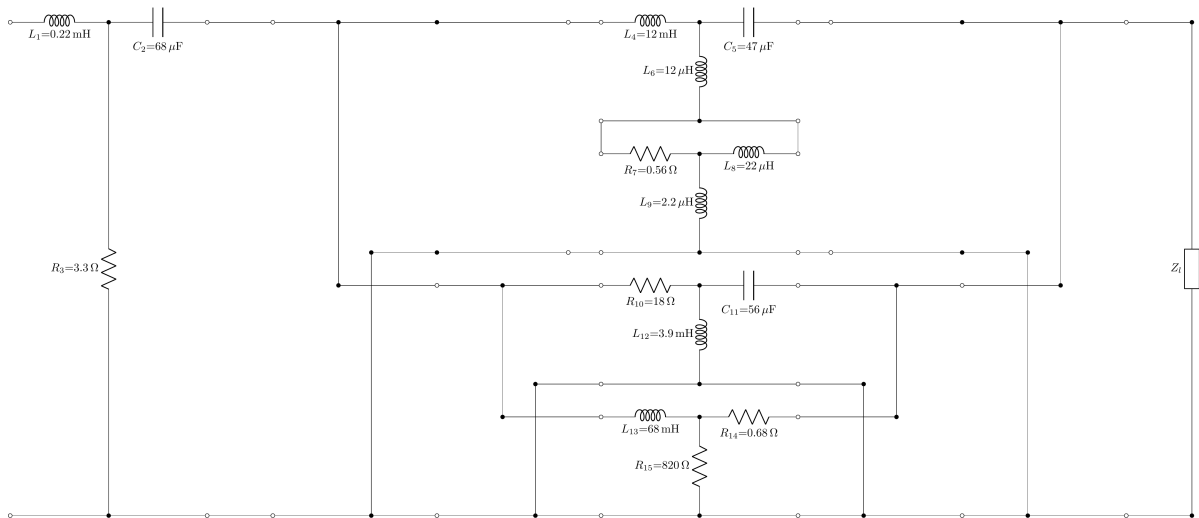 L₁=0.22 mH
C₂=68 μF
L₄=12 mH
C₅=47 μF
L₆=12 μH
R₇=0.56 Ω
L₈=22 μH
L₉=2.2 μH
R₃=3.3 Ω
Zₗ
R₁₀=18 Ω
C₁₁=56 μF
L₁₂=3.9 mH
L₁₃=68 mH
R₁₄=0.68 Ω
R₁₅=820 Ω